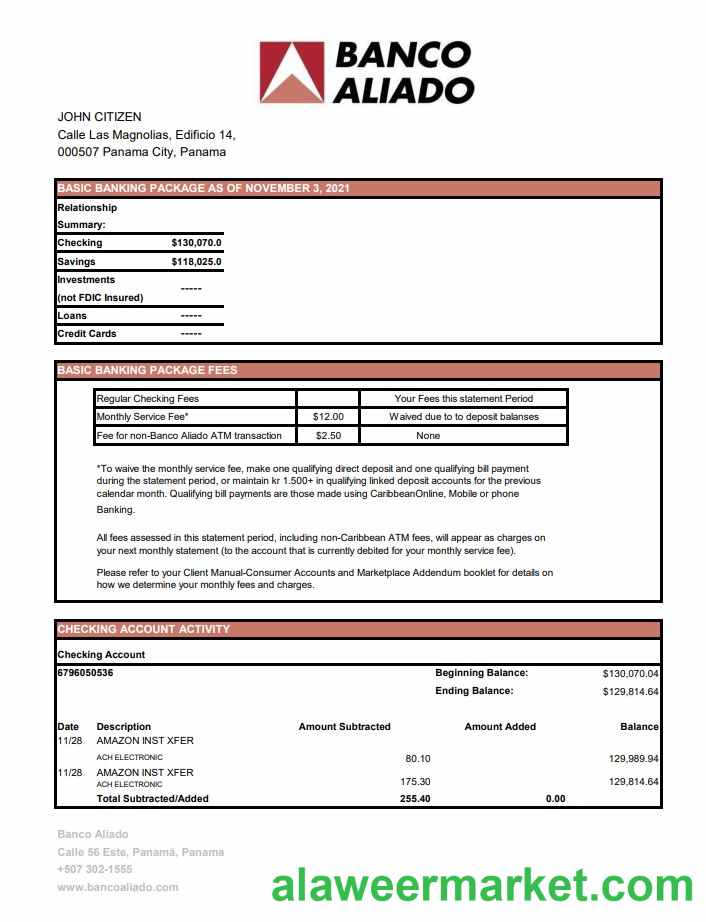 BANCO
ALIADO
JOHN CITIZEN
Calle Las Magnolias, Edificio 14,
000507 Panama City, Panama
BASIC BANKING PACKAGE AS OF NOVEMBER 3, 2021
Relationship
Summary:
Checking $130,070.0
Savings $118,025.0
Investments
(not FDIC Insured) -----
Loans -----
Credit Cards -----
BASIC BANKING PACKAGE FEES
Regular Checking Fees Your Fees this statement Period
Monthly Service Fee* $12.00 Waived due to to deposit balanses
Fee for non-Banco Aliado ATM transaction $2.50 None
*To waive the monthly service fee, make one qualifying direct deposit and one qualifying bill payment
during the statement period, or maintain kr 1.500+ in qualifying linked deposit accounts for the previous
calendar month. Qualifying bill payments are those made using CaribbeanOnline, Mobile or phone
Banking.
All fees assessed in this statement period, including non-Caribbean ATM fees, will appear as charges on
your next monthly statement (to the account that is currently debited for your monthly service fee).
Please refer to your Client Manual-Consumer Accounts and Marketplace Addendum booklet for details on
how we determine your monthly fees and charges.
CHECKING ACCOUNT ACTIVITY
Checking Account
6796050536 Beginning Balance: $130,070.04
Ending Balance: $129,814.64
Date Description Amount Subtracted Amount Added Balance
11/28 AMAZON INST XFER
ACH ELECTRONIC 80.10 129,989.94
11/28 AMAZON INST XFER
ACH ELECTRONIC 175.30 129,814.64
Total Subtracted/Added 255.40 0.00
Banco Aliado
Calle 56 Este, Panamá, Panama
+507 302-1555
www.bancoaliado.com
alaweermarket.com